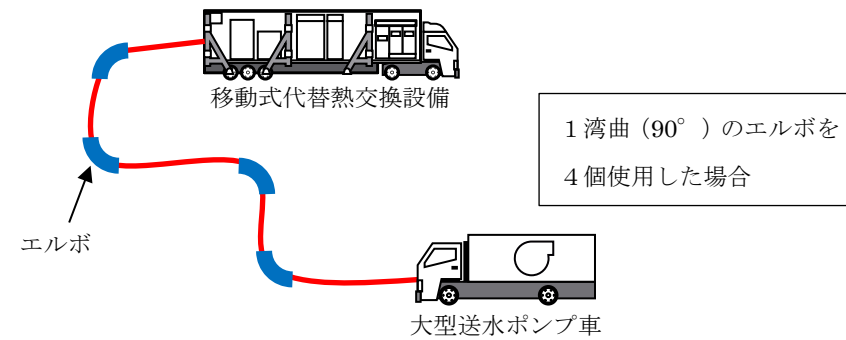 移動式代替熱交換設備
1湾曲（90°）のエルボを
4個使用した場合
エルボ
大型送水ポンプ車